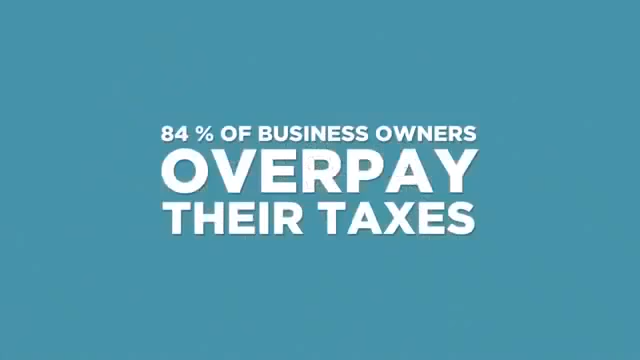 84 % OF BUSINESS OWNERS
OVERPAY
THEIR TAXES